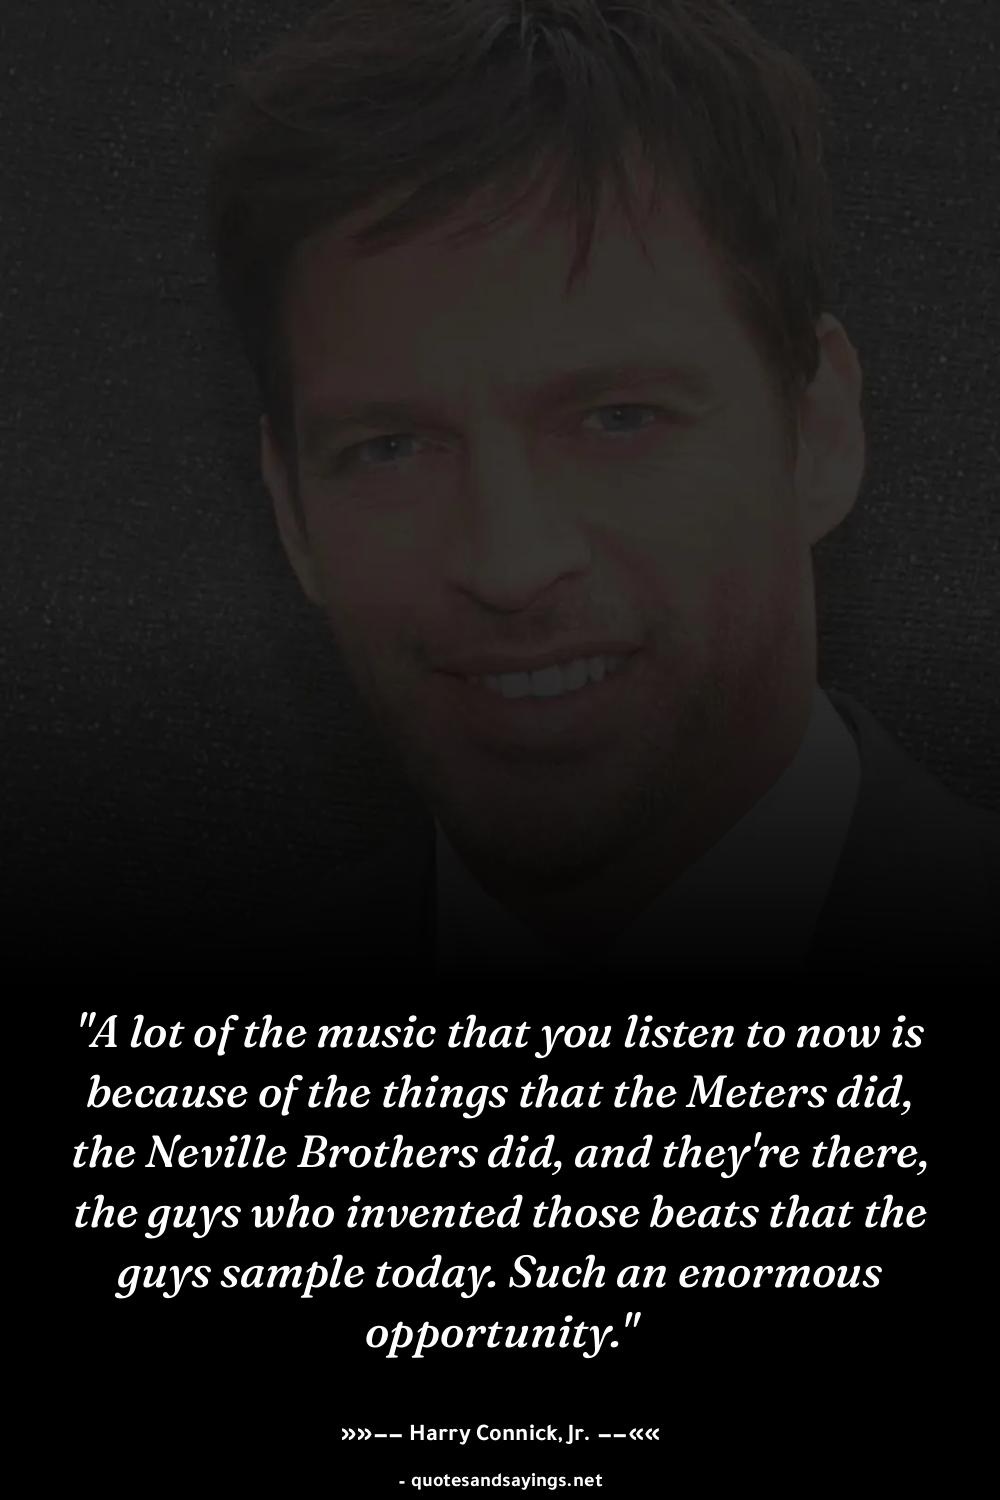 "A lot of the music that you listen to now is
because of the things that the Meters did,
the Neville Brothers did, and they're there,
the guys who invented those beats that the
guys sample today. Such an enormous
opportunity."
»»−− Harry Connick, Jr. −−««
- quotesandsayings.net